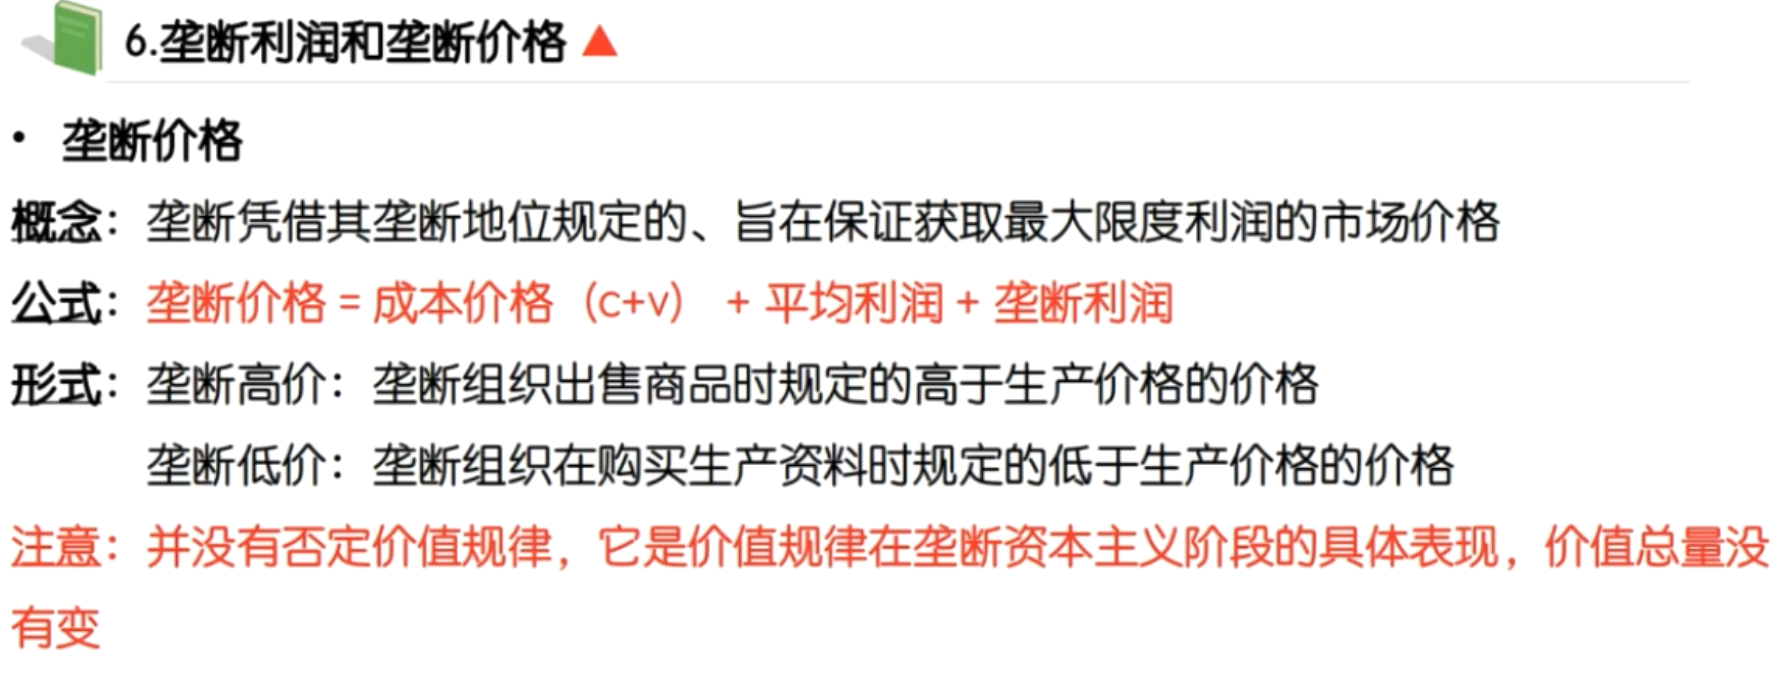 6.垄断利润和垄断价格
• 垄断价格
概念：垄断凭借其垄断地位规定的、旨在保证获取最大限度利润的市场价格
公式：垄断价格 = 成本价格（c+v） + 平均利润 + 垄断利润
形式：垄断高价：垄断组织出售商品时规定的高于生产价格的价格
垄断低价：垄断组织在购买生产资料时规定的低于生产价格的价格
注意：并没有否定价值规律，它是价值规律在垄断资本主义阶段的具体表现，价值总量没
有变